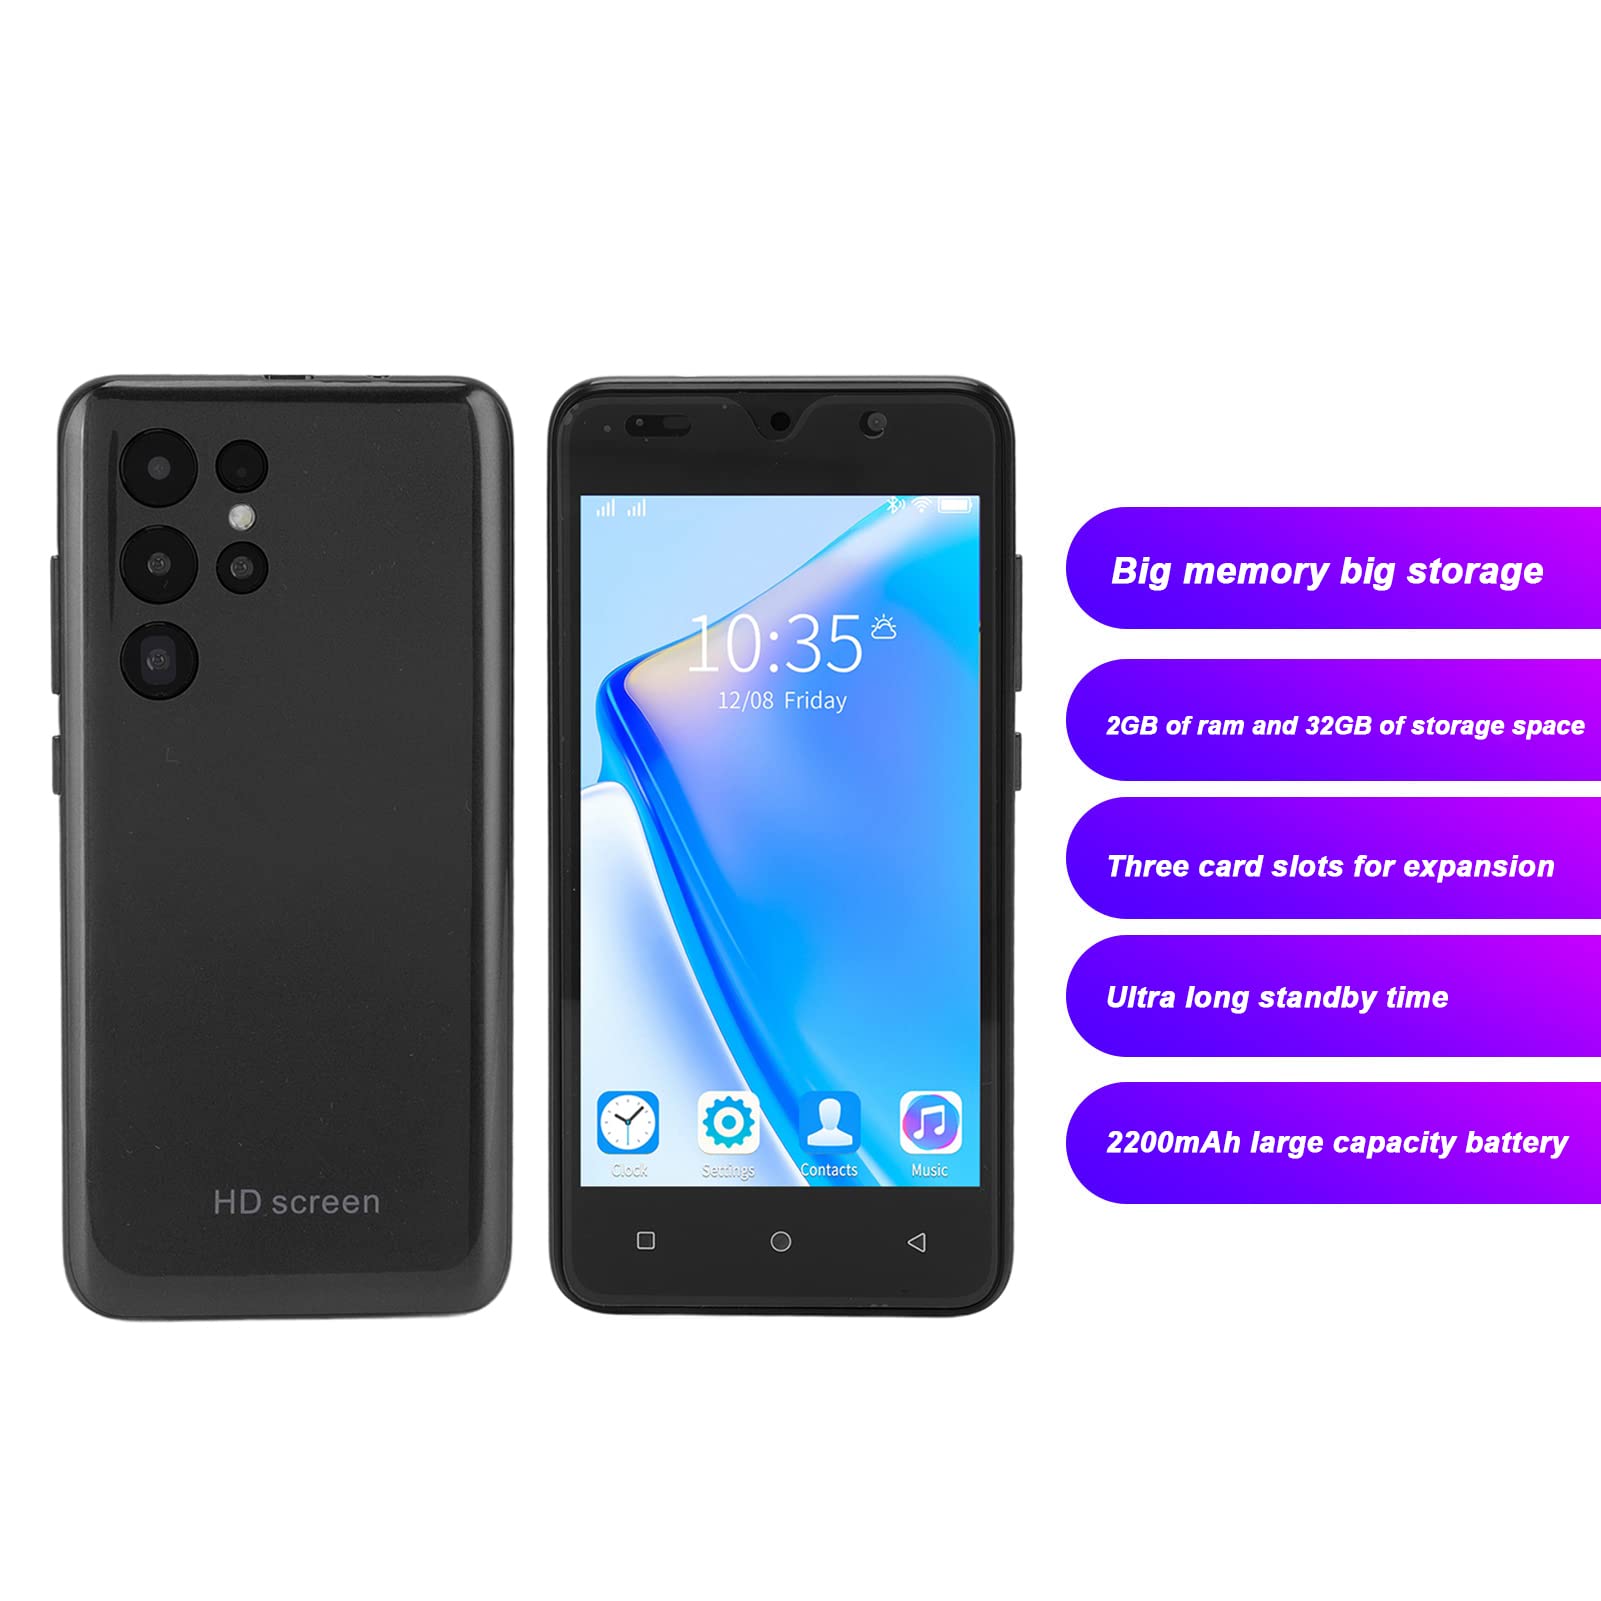 10:35
12/08 Friday
Clock
Settings
Contacts
Music
HD screen
Big memory big storage
2GB of ram and 32GB of storage space
Three card slots for expansion
Ultra long standby time
2200mAh large capacity battery